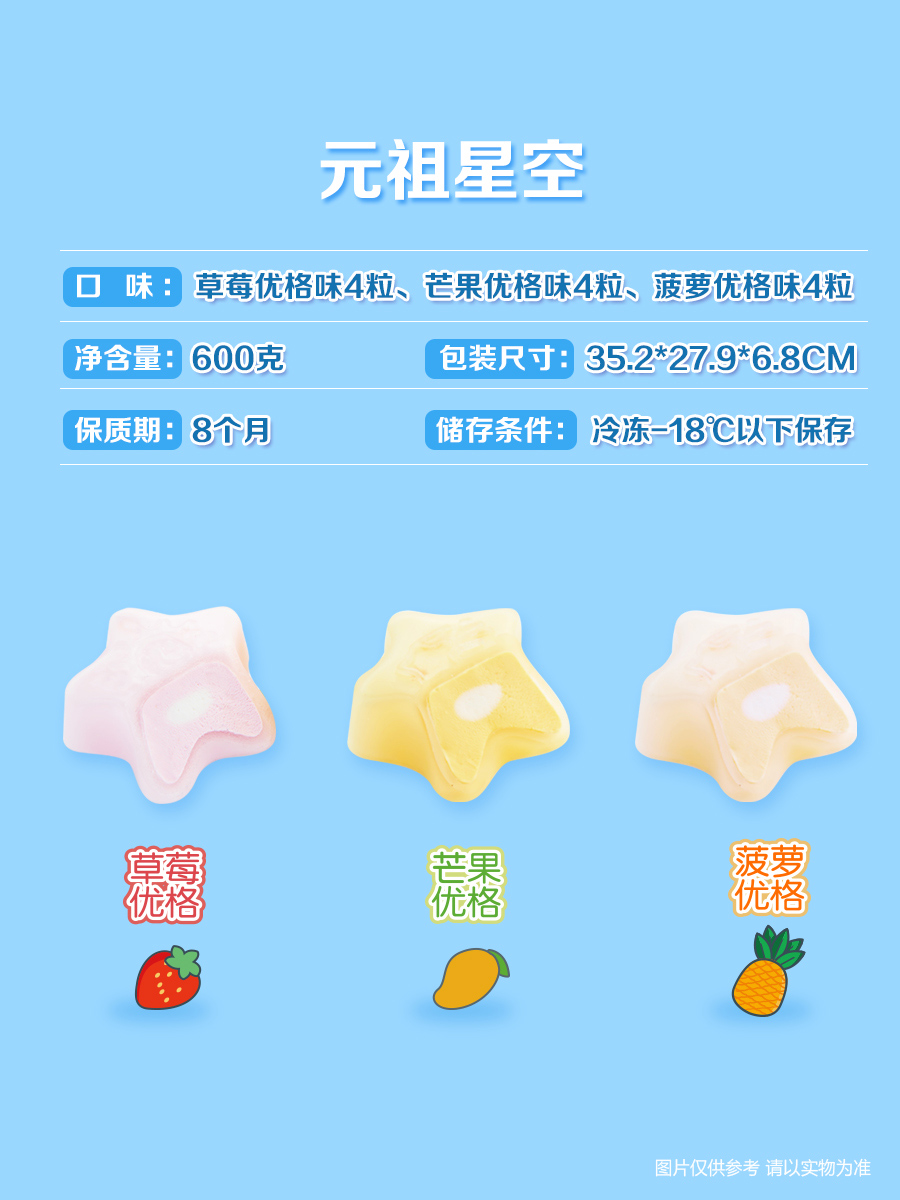 元祖星空
口 味：草莓优格味4粒、芒果优格味4粒、菠萝优格味4粒
净含量：600克 包装尺寸：35.2*27.9*6.8CM
保质期：8个月 储存条件：冷冻-18℃以下保存
草莓
优格
芒果
优格
菠萝
优格
图片仅供参考 请以实物为准